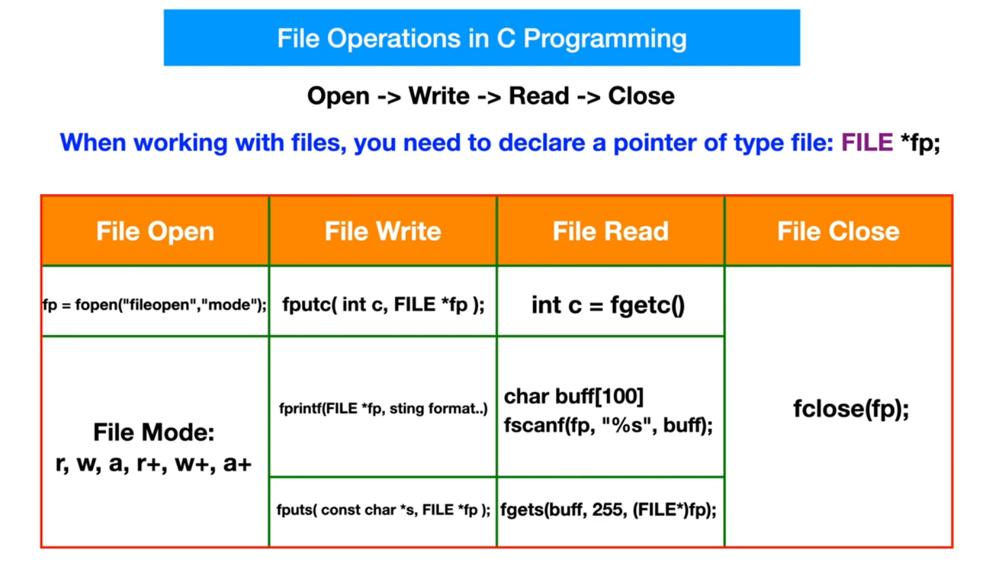 File Operations in C Programming
Open -> Write -> Read -> Close
When working with files, you need to declare a pointer of type file: FILE *fp;
File Open
File Write
File Read
File Close
fp = fopen("fileopen","mode");
fputc( int c, FILE *fp );
int c = fgetc()
File Mode:
r, w, a, r+, w+, a+
fprintf(FILE *fp, sting format..)
char buff[100]
fscanf(fp, "%s", buff);
fclose(fp);
fputs( const char *s, FILE *fp );
fgets(buff, 255, (FILE*)fp);